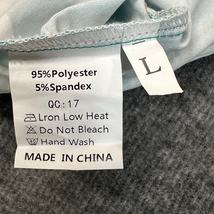 95%Polyester
5%Spandex
QC:17
Lron Low Heat
Do Not Bleach
Hand Wash
MADE IN CHINA
L